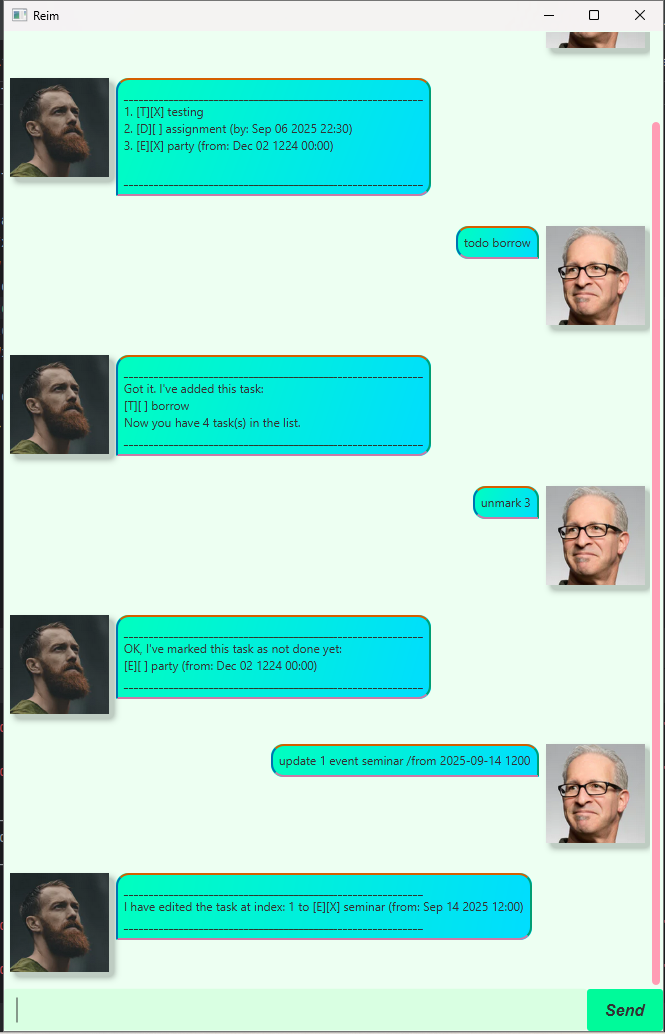 Reim
____________________________________________________________
1. [T][X] testing
2. [D][ ] assignment (by: Sep 06 2025 22:30)
3. [E][X] party (from: Dec 02 1224 00:00)
____________________________________________________________
todo borrow
____________________________________________________________
Got it. I've added this task:
[T][ ] borrow
Now you have 4 task(s) in the list.
____________________________________________________________
unmark 3
____________________________________________________________
OK, I've marked this task as not done yet:
[E][ ] party (from: Dec 02 1224 00:00)
____________________________________________________________
update 1 event seminar /from 2025-09-14 1200
____________________________________________________________
I have edited the task at index: 1 to [E][X] seminar (from: Sep 14 2025 12:00)
____________________________________________________________
Send